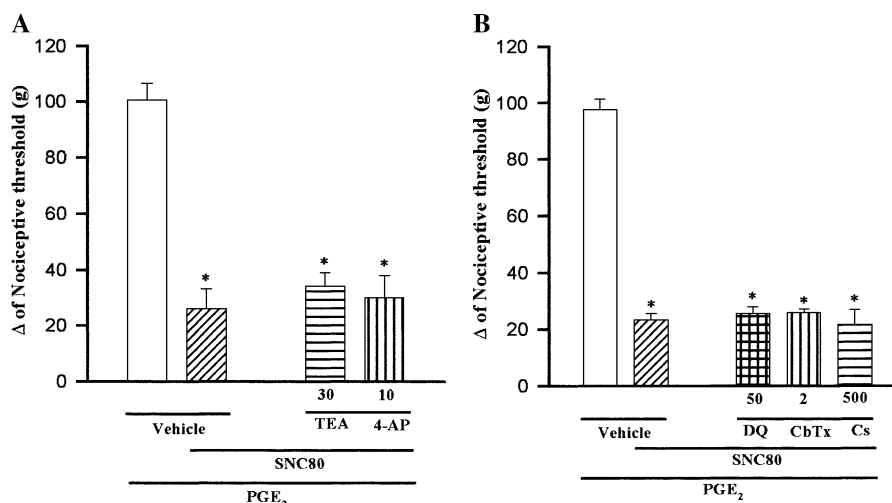 A
Δ of Nociceptive threshold (g)
120
100
80
60
40
20
0
*
*
*
30 10
Vehicle TEA 4-AP
SNC80
PGE₂
B
Δ of Nociceptive threshold (g)
120
100
80
60
40
20
0
*
*
*
*
50 2 500
Vehicle DQ CbTx Cs
SNC80
PGE₂